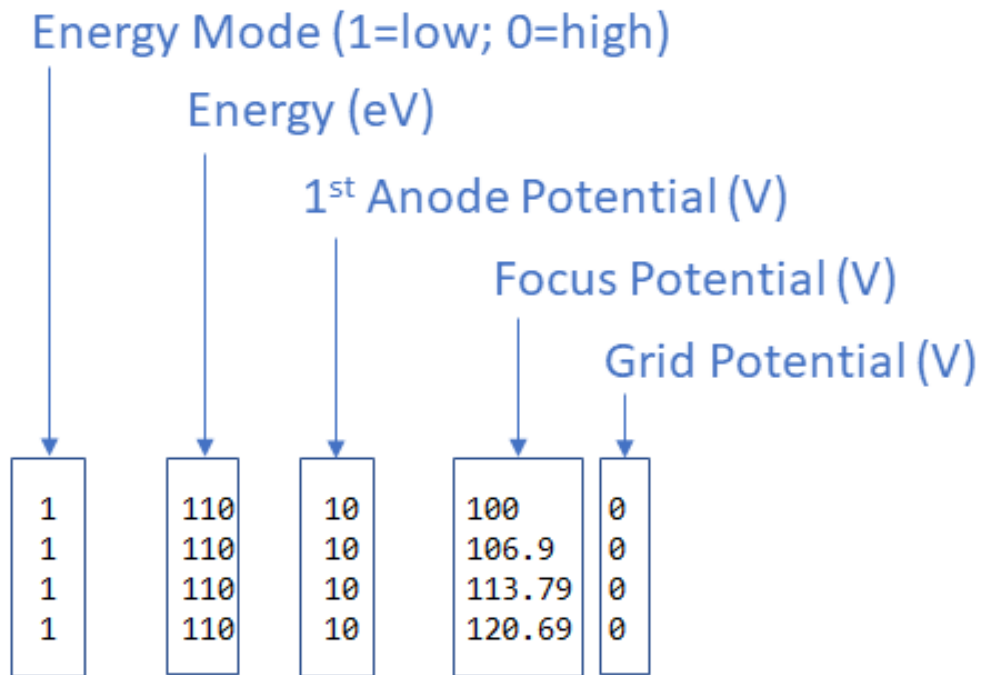 Energy Mode (1=low; 0=high)
Energy (eV)
1st Anode Potential (V)
Focus Potential (V)
Grid Potential (V)
1 110 10 100 0
1 110 10 106.9 0
1 110 10 113.79 0
1 110 10 120.69 0